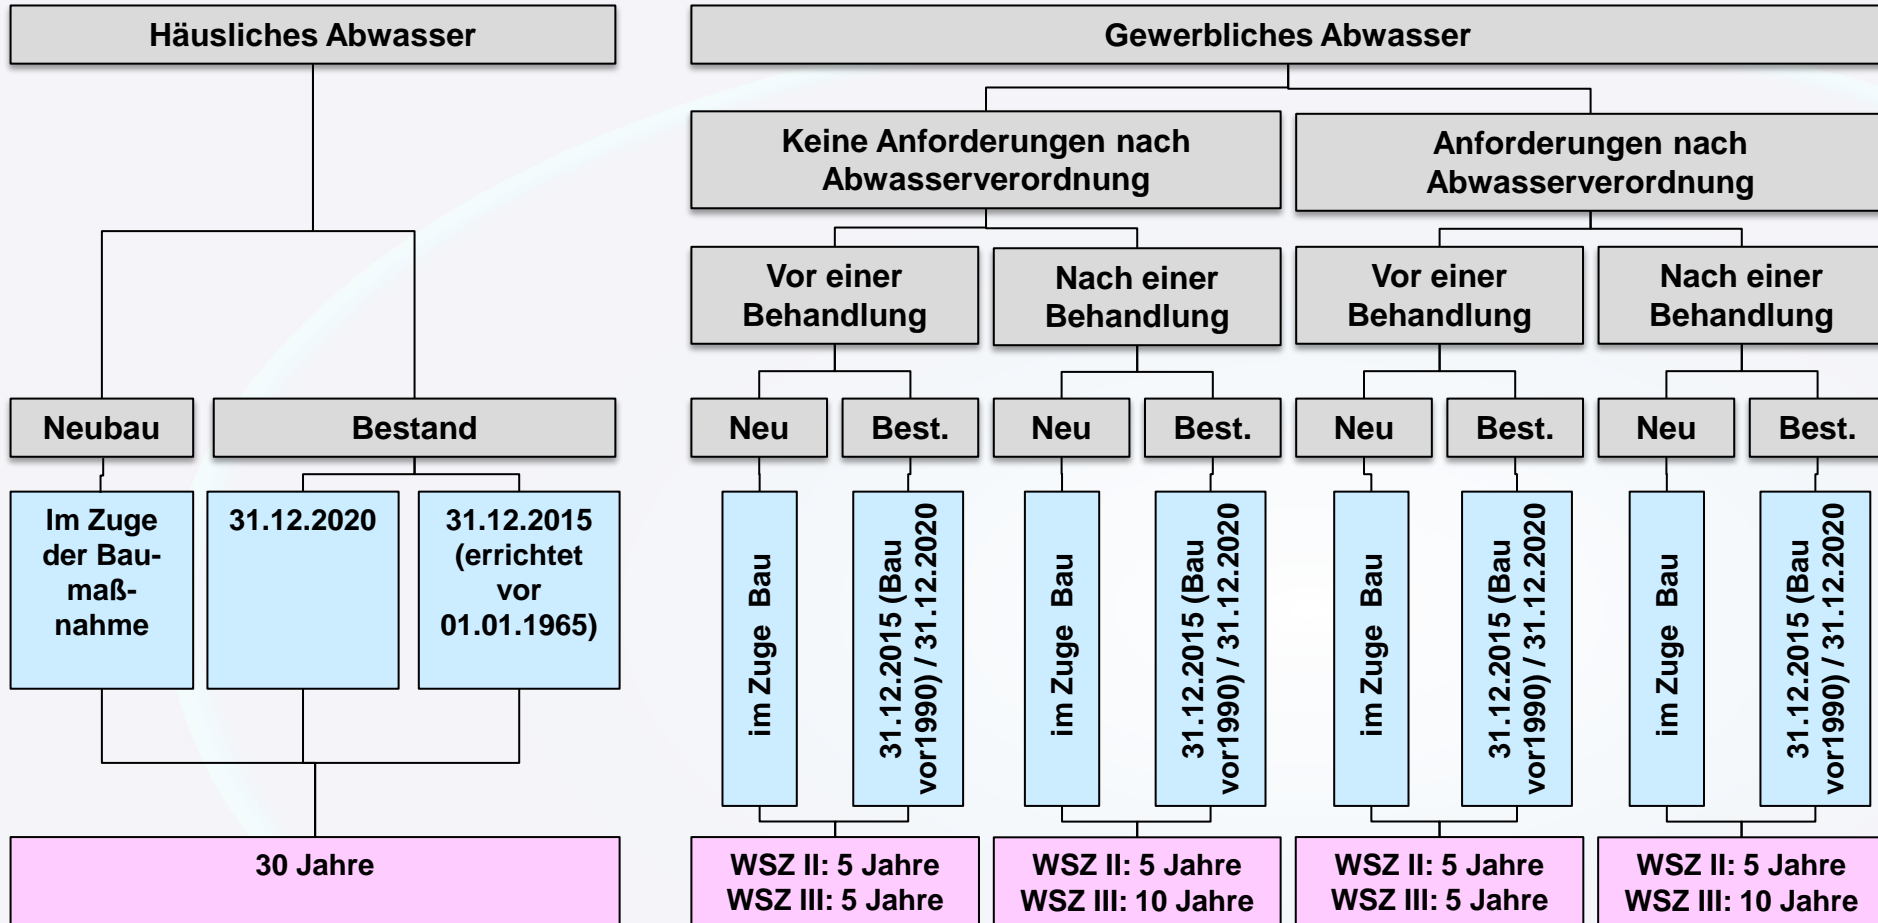 Häusliches Abwasser
Gewerbliches Abwasser
Keine Anforderungen nach
Abwasserverordnung
Anforderungen nach
Abwasserverordnung
Vor einer
Behandlung
Nach einer
Behandlung
Vor einer
Behandlung
Nach einer
Behandlung
Neubau
Bestand
Neu
Best.
Neu
Best.
Neu
Best.
Neu
Best.
Im Zuge
der Bau-
maß-
nahme
31.12.2020
31.12.2015
(errichtet
vor
01.01.1965)
im Zuge Bau
31.12.2015 (Bau
vor1990) / 31.12.2020
im Zuge Bau
31.12.2015 (Bau
vor1990) / 31.12.2020
im Zuge Bau
31.12.2015 (Bau
vor1990) / 31.12.2020
im Zuge Bau
31.12.2015 (Bau
vor1990) / 31.12.2020
30 Jahre
WSZ II: 5 Jahre
WSZ III: 5 Jahre
WSZ II: 5 Jahre
WSZ III: 10 Jahre
WSZ II: 5 Jahre
WSZ III: 5 Jahre
WSZ II: 5 Jahre
WSZ III: 10 Jahre